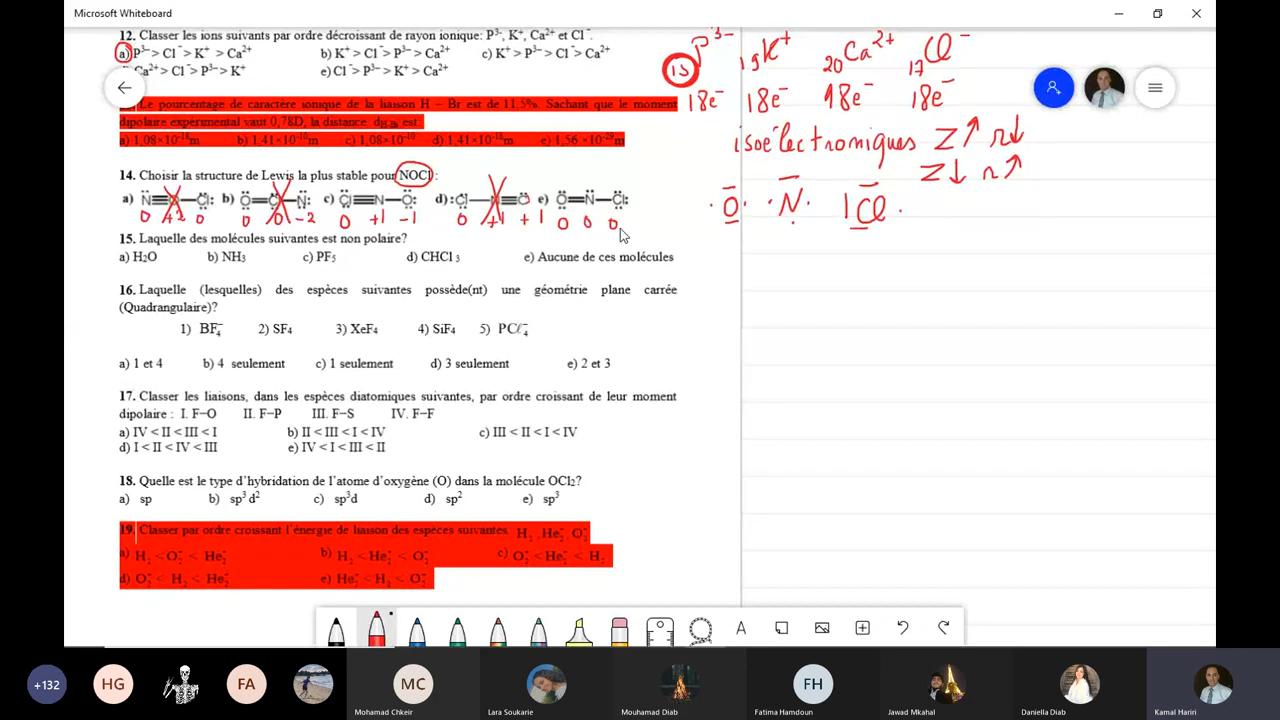 Microsoft Whiteboard
12. Classer les ions suivants par ordre décroissant de rayon ionique: P³⁻, K⁺, Ca²⁺ et Cl⁻.
a) P³⁻ > Cl⁻ > K⁺ > Ca²⁺ b) K⁺ > Cl⁻ > P³⁻ > Ca²⁺ c) K⁺ > P³⁻ > Cl⁻ > Ca²⁺
Ca²⁺ > Cl⁻ > P³⁻ > K⁺ e) Cl⁻ > P³⁻ > K⁺ > Ca²⁺
Le pourcentage de caractère ionique de la liaison H – Br est de 11.5%. Sachant que le moment
dipolaire expérimental vaut 0,78D, la distance est
a) 1,08×10⁻¹⁸m b) 1.41×10⁻¹⁰m c) 1,08×10⁻¹⁰ d) 1,41×10⁻¹⁸m e) 1,56 ×10⁻²⁹m
14. Choisir la structure de Lewis la plus stable pour NOCl :
a) N≡O–Cl: b) O=Cl–N: c) Cl=N–O: d) :Cl–N≡O e) O=N–Cl:
0 +2 0 0 0 -2 0 +1 -1 0 +1 +1 0 0 0
15. Laquelle des molécules suivantes est non polaire?
a) H₂O b) NH₃ c) PF₅ d) CHCl₃ e) Aucune de ces molécules
16. Laquelle (lesquelles) des espèces suivantes possède(nt) une géométrie plane carrée
(Quadrangulaire)?
1) BF₄⁻ 2) SF₄ 3) XeF₄ 4) SiF₄ 5) PCℓ₄⁻
a) 1 et 4 b) 4 seulement c) 1 seulement d) 3 seulement e) 2 et 3
17. Classer les liaisons, dans les espèces diatomiques suivantes, par ordre croissant de leur moment
dipolaire : I. F–O II. F–P III. F–S IV. F–F
a) IV < II < III < I b) II < III < I < IV c) III < II < I < IV
d) I < II < IV < III e) IV < I < III < II
18. Quelle est le type d'hybridation de l'atome d'oxygène (O) dans la molécule OCl₂?
a) sp b) sp³ d² c) sp³d d) sp² e) sp³
19. Classer par ordre croissant l'énergie de liaison des espèces suivantes H₂ , He₂⁻, O₂⁻
a) H₂ < O₂⁻ < He₂⁻ b) H₂ < He₂⁻ < O₂⁻ c) O₂⁻ < He₂⁻ < H₂
d) O₂⁻ < H₂ < He₂⁻ e) He₂⁻ < H₂ < O₂⁻
15 P³⁻ 19K⁺ 20Ca²⁺ 17Cl⁻
18e⁻ 18e⁻ 18e⁻ 18e⁻
isoélectroniques Z↑ r↓
Z↓ r↑
O N Cl
A
+132
HG
FA
MC
Mohamad Chkeir
Lara Soukarie
Mouhamad Diab
FH
Fatima Hamdoun
Jawad Mkahal
Daniella Diab
Kamal Hariri